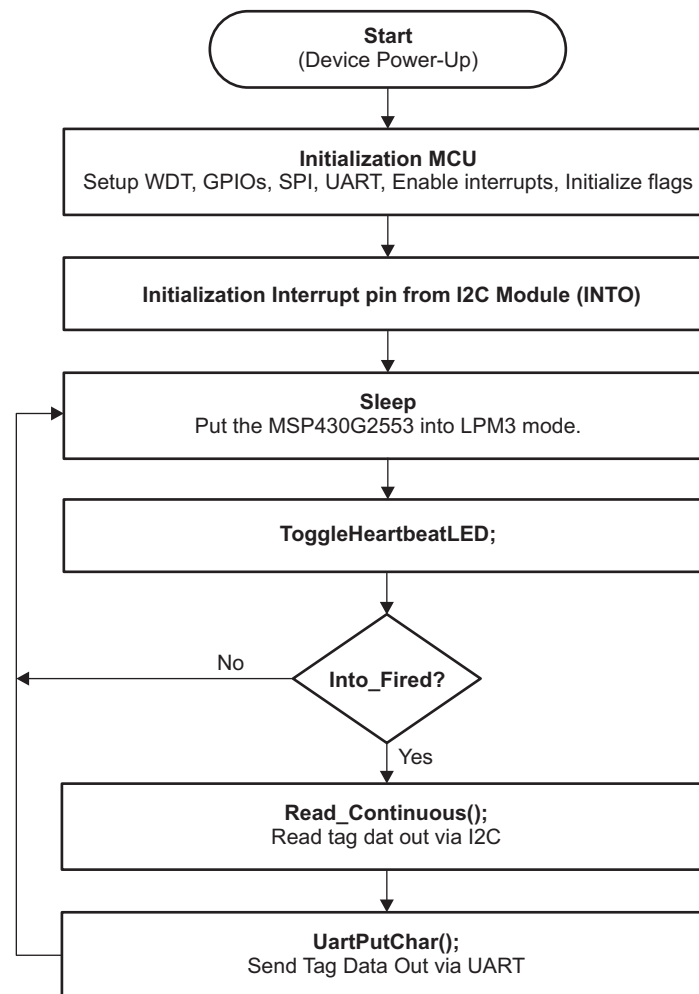 Start
(Device Power-Up)
Initialization MCU
Setup WDT, GPIOs, SPI, UART, Enable interrupts, Initialize flags
Initialization Interrupt pin from I2C Module (INTO)
Sleep
Put the MSP430G2553 into LPM3 mode.
ToggleHeartbeatLED;
No
Into_Fired?
Yes
Read_Continuous();
Read tag dat out via I2C
UartPutChar();
Send Tag Data Out via UART